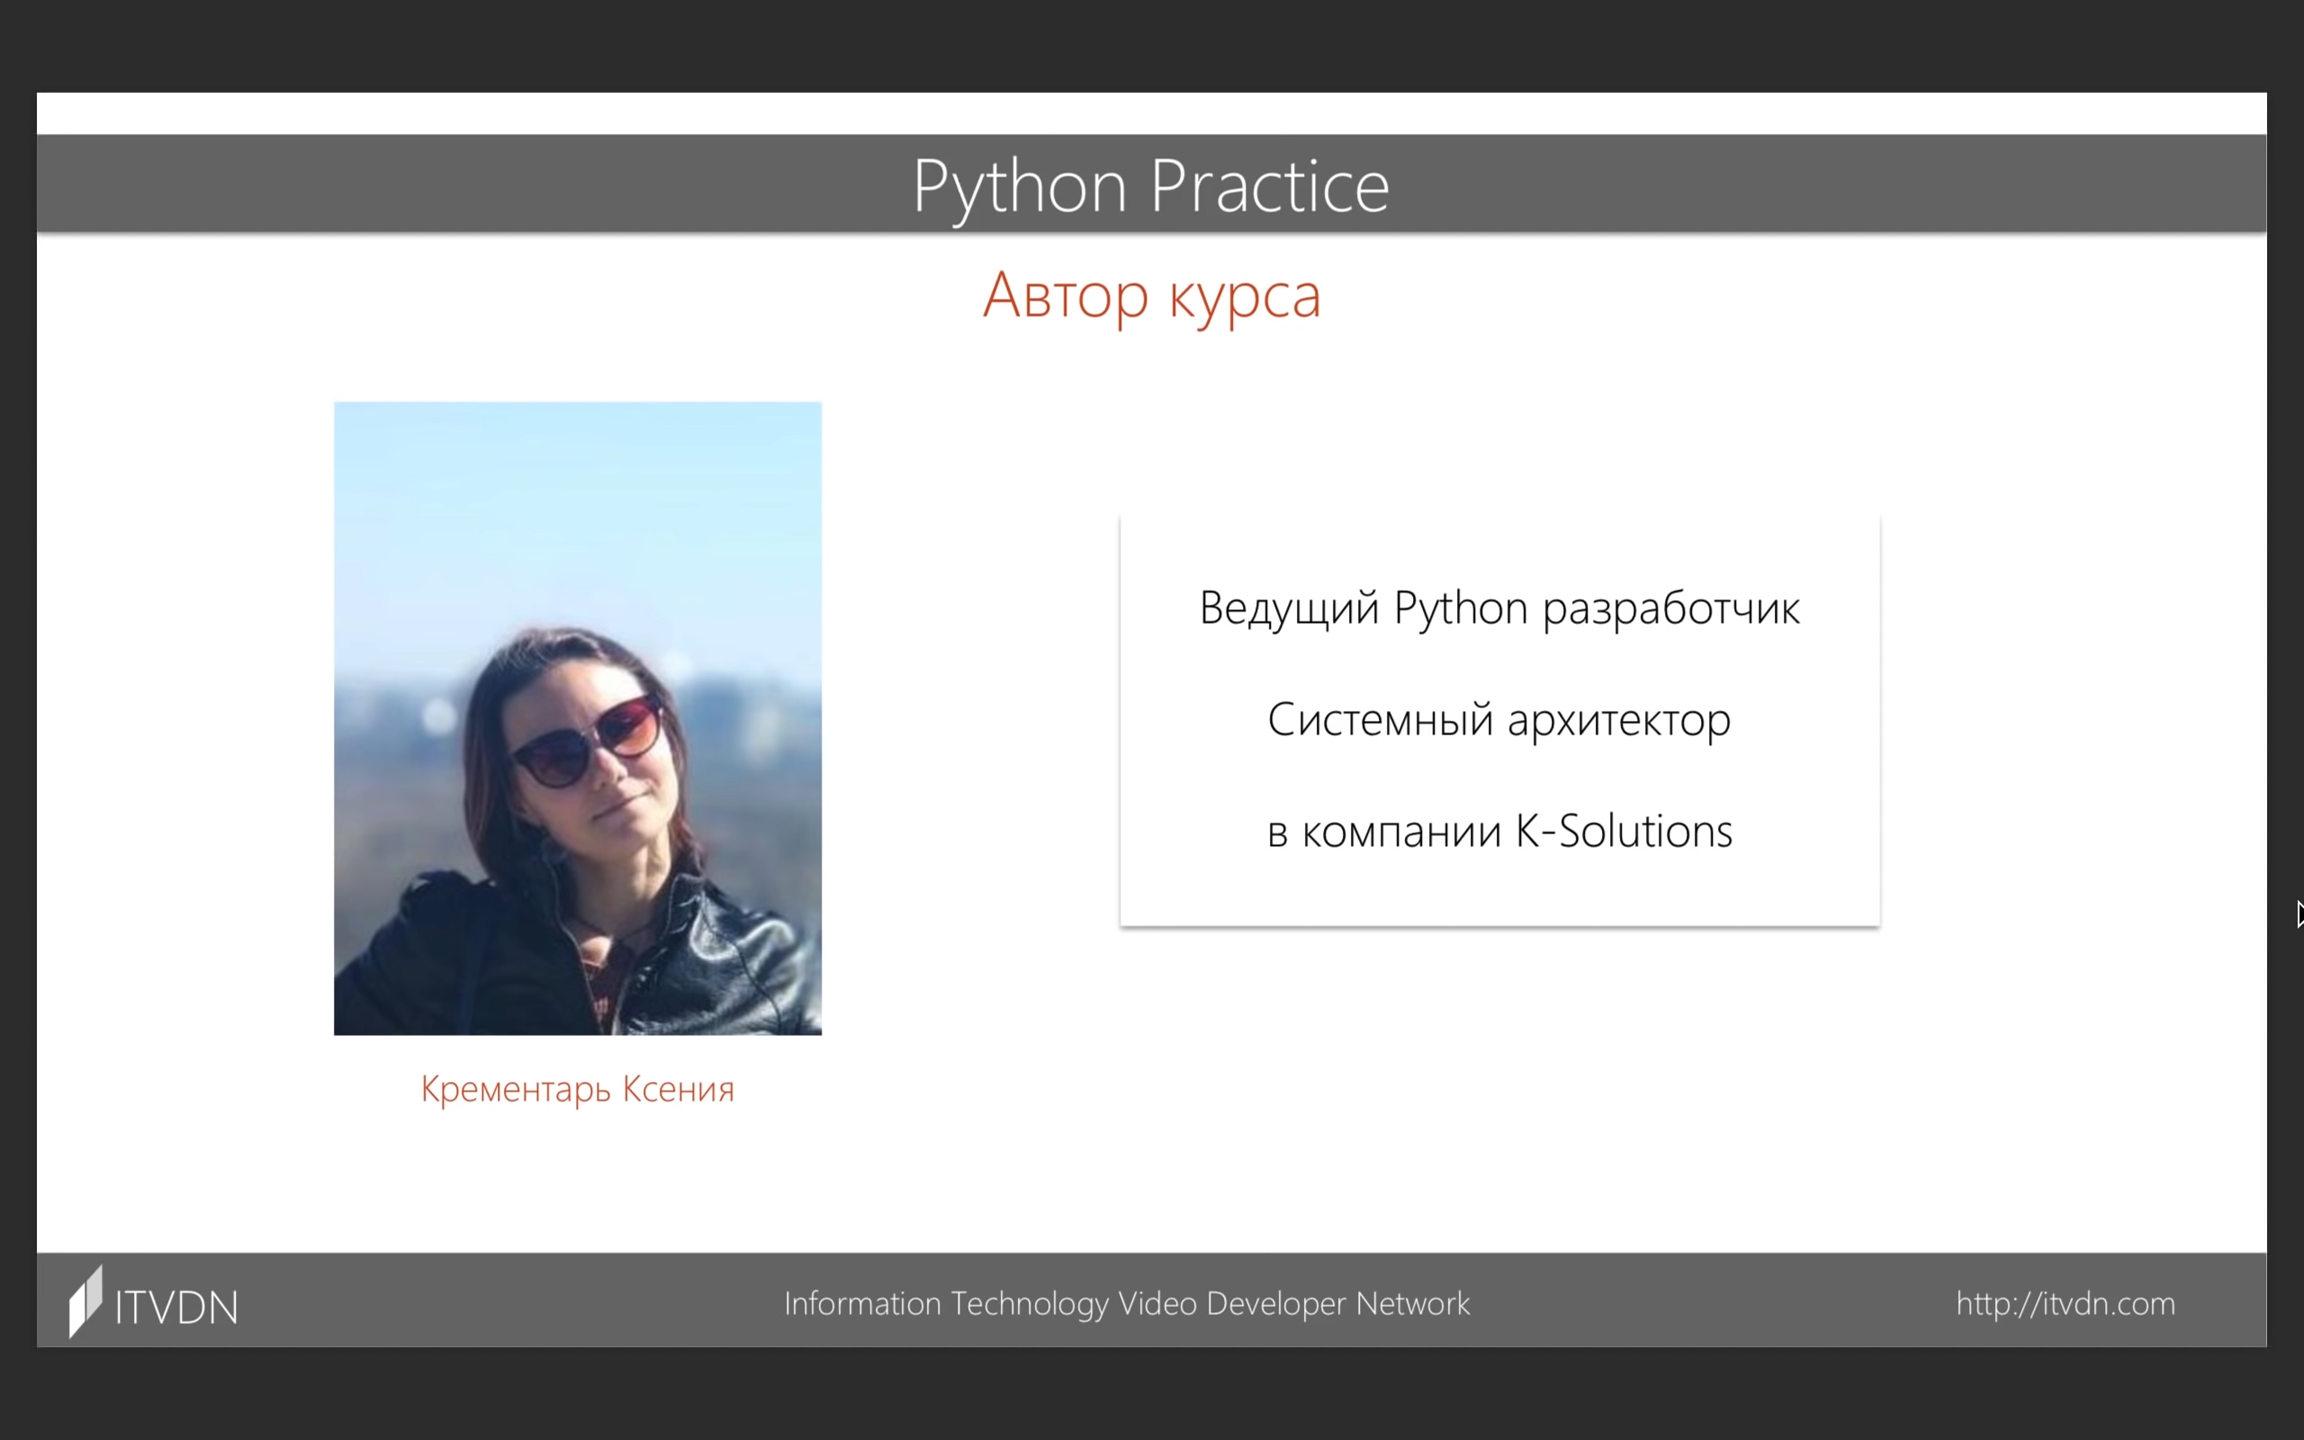 Python Practice
Автор курса
Ведущий Python разработчик
Системный архитектор
в компании K-Solutions
Крементарь Ксения
ITVDN
Information Technology Video Developer Network
http://itvdn.com